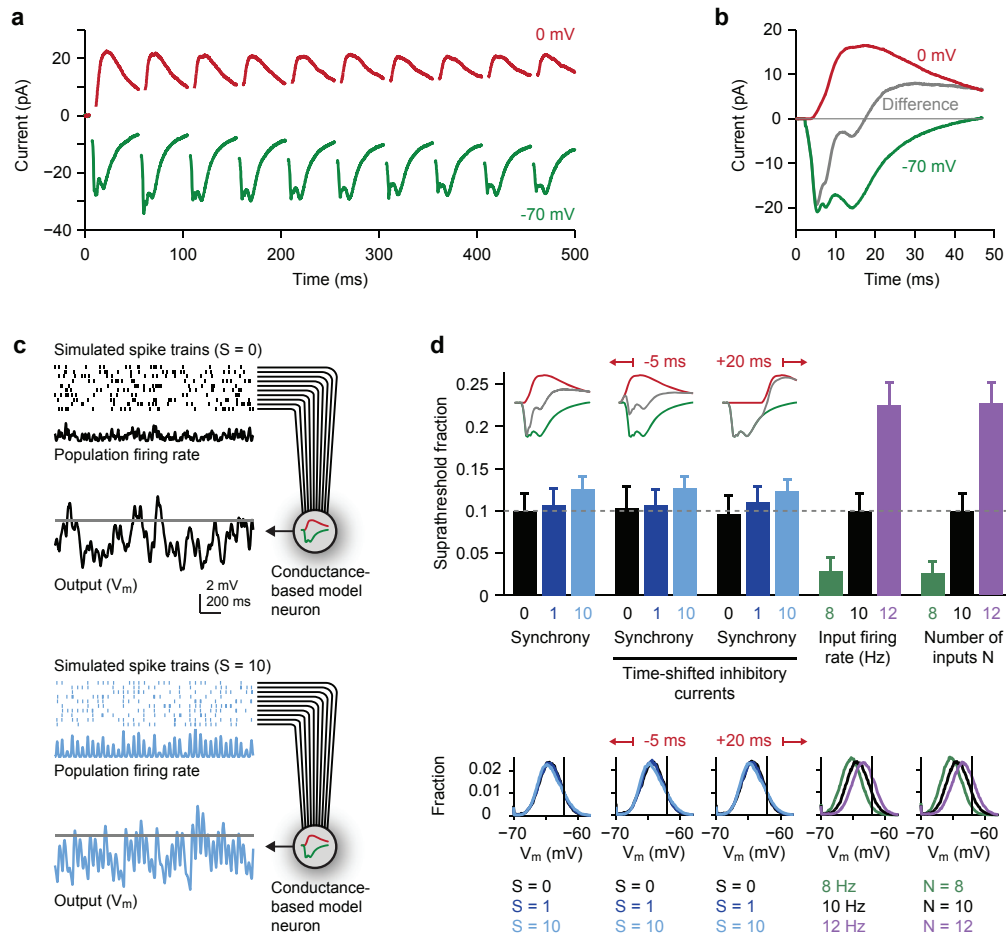 a
Current (pA)
20
0
−20
−40
0 mV
-70 mV
0
100
200
300
400
500
Time (ms)
b
Current (pA)
20
10
0
−10
−20
0 mV
Difference
-70 mV
0
10
20
30
40
50
Time (ms)
c
Simulated spike trains (S = 0)
Population firing rate
Output (Vm)
2 mV
200 ms
Conductance-
based model
neuron
Simulated spike trains (S = 10)
Population firing rate
Output (Vm)
Conductance-
based model
neuron
d
-5 ms
+20 ms
Suprathreshold fraction
0.25
0.2
0.15
0.1
0.05
0
0 1 10
Synchrony
0 1 10
Synchrony
0 1 10
Synchrony
8 10 12
Input firing
rate (Hz)
8 10 12
Number of
inputs N
Time-shifted inhibitory
currents
-5 ms
+20 ms
Fraction
0.02
0.01
0
−70 −60
Vm (mV)
−70 −60
Vm (mV)
−70 −60
Vm (mV)
−70 −60
Vm (mV)
−70 −60
Vm (mV)
S = 0
S = 1
S = 10
S = 0
S = 1
S = 10
S = 0
S = 1
S = 10
8 Hz
10 Hz
12 Hz
N = 8
N = 10
N = 12